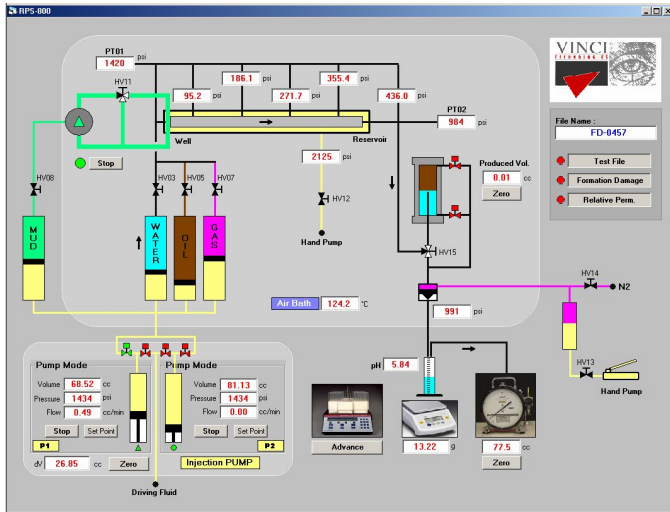 RPS-800
PT01
1420 psi
HV11
186.1 psi
355.4 psi
95.2 psi
271.7 psi
436.0 psi
PT02
984 psi
VINCI
TECHNOLOGIES
File Name :
FD-0457
Test File
Formation Damage
Relative Perm.
Well
Reservoir
Stop
2125 psi
Produced Vol.
0.01 cc
Zero
HV08
HV03
HV05
HV07
HV12
Hand Pump
MUD
WATER
OIL
GAS
HV15
HV14
N2
Air Bath 124.2 °C
991 psi
HV13
Hand Pump
pH 5.84
Pump Mode
Volume 68.52 cc
Pressure 1434 psi
Flow 0.49 cc/min
Stop Set Point
P1
Pump Mode
Volume 81.13 cc
Pressure 1434 psi
Flow 0.00 cc/min
Stop Set Point
P2
dV 26.85 cc Zero
Injection PUMP
Driving Fluid
Advance
13.22 g
77.5 cc
Zero